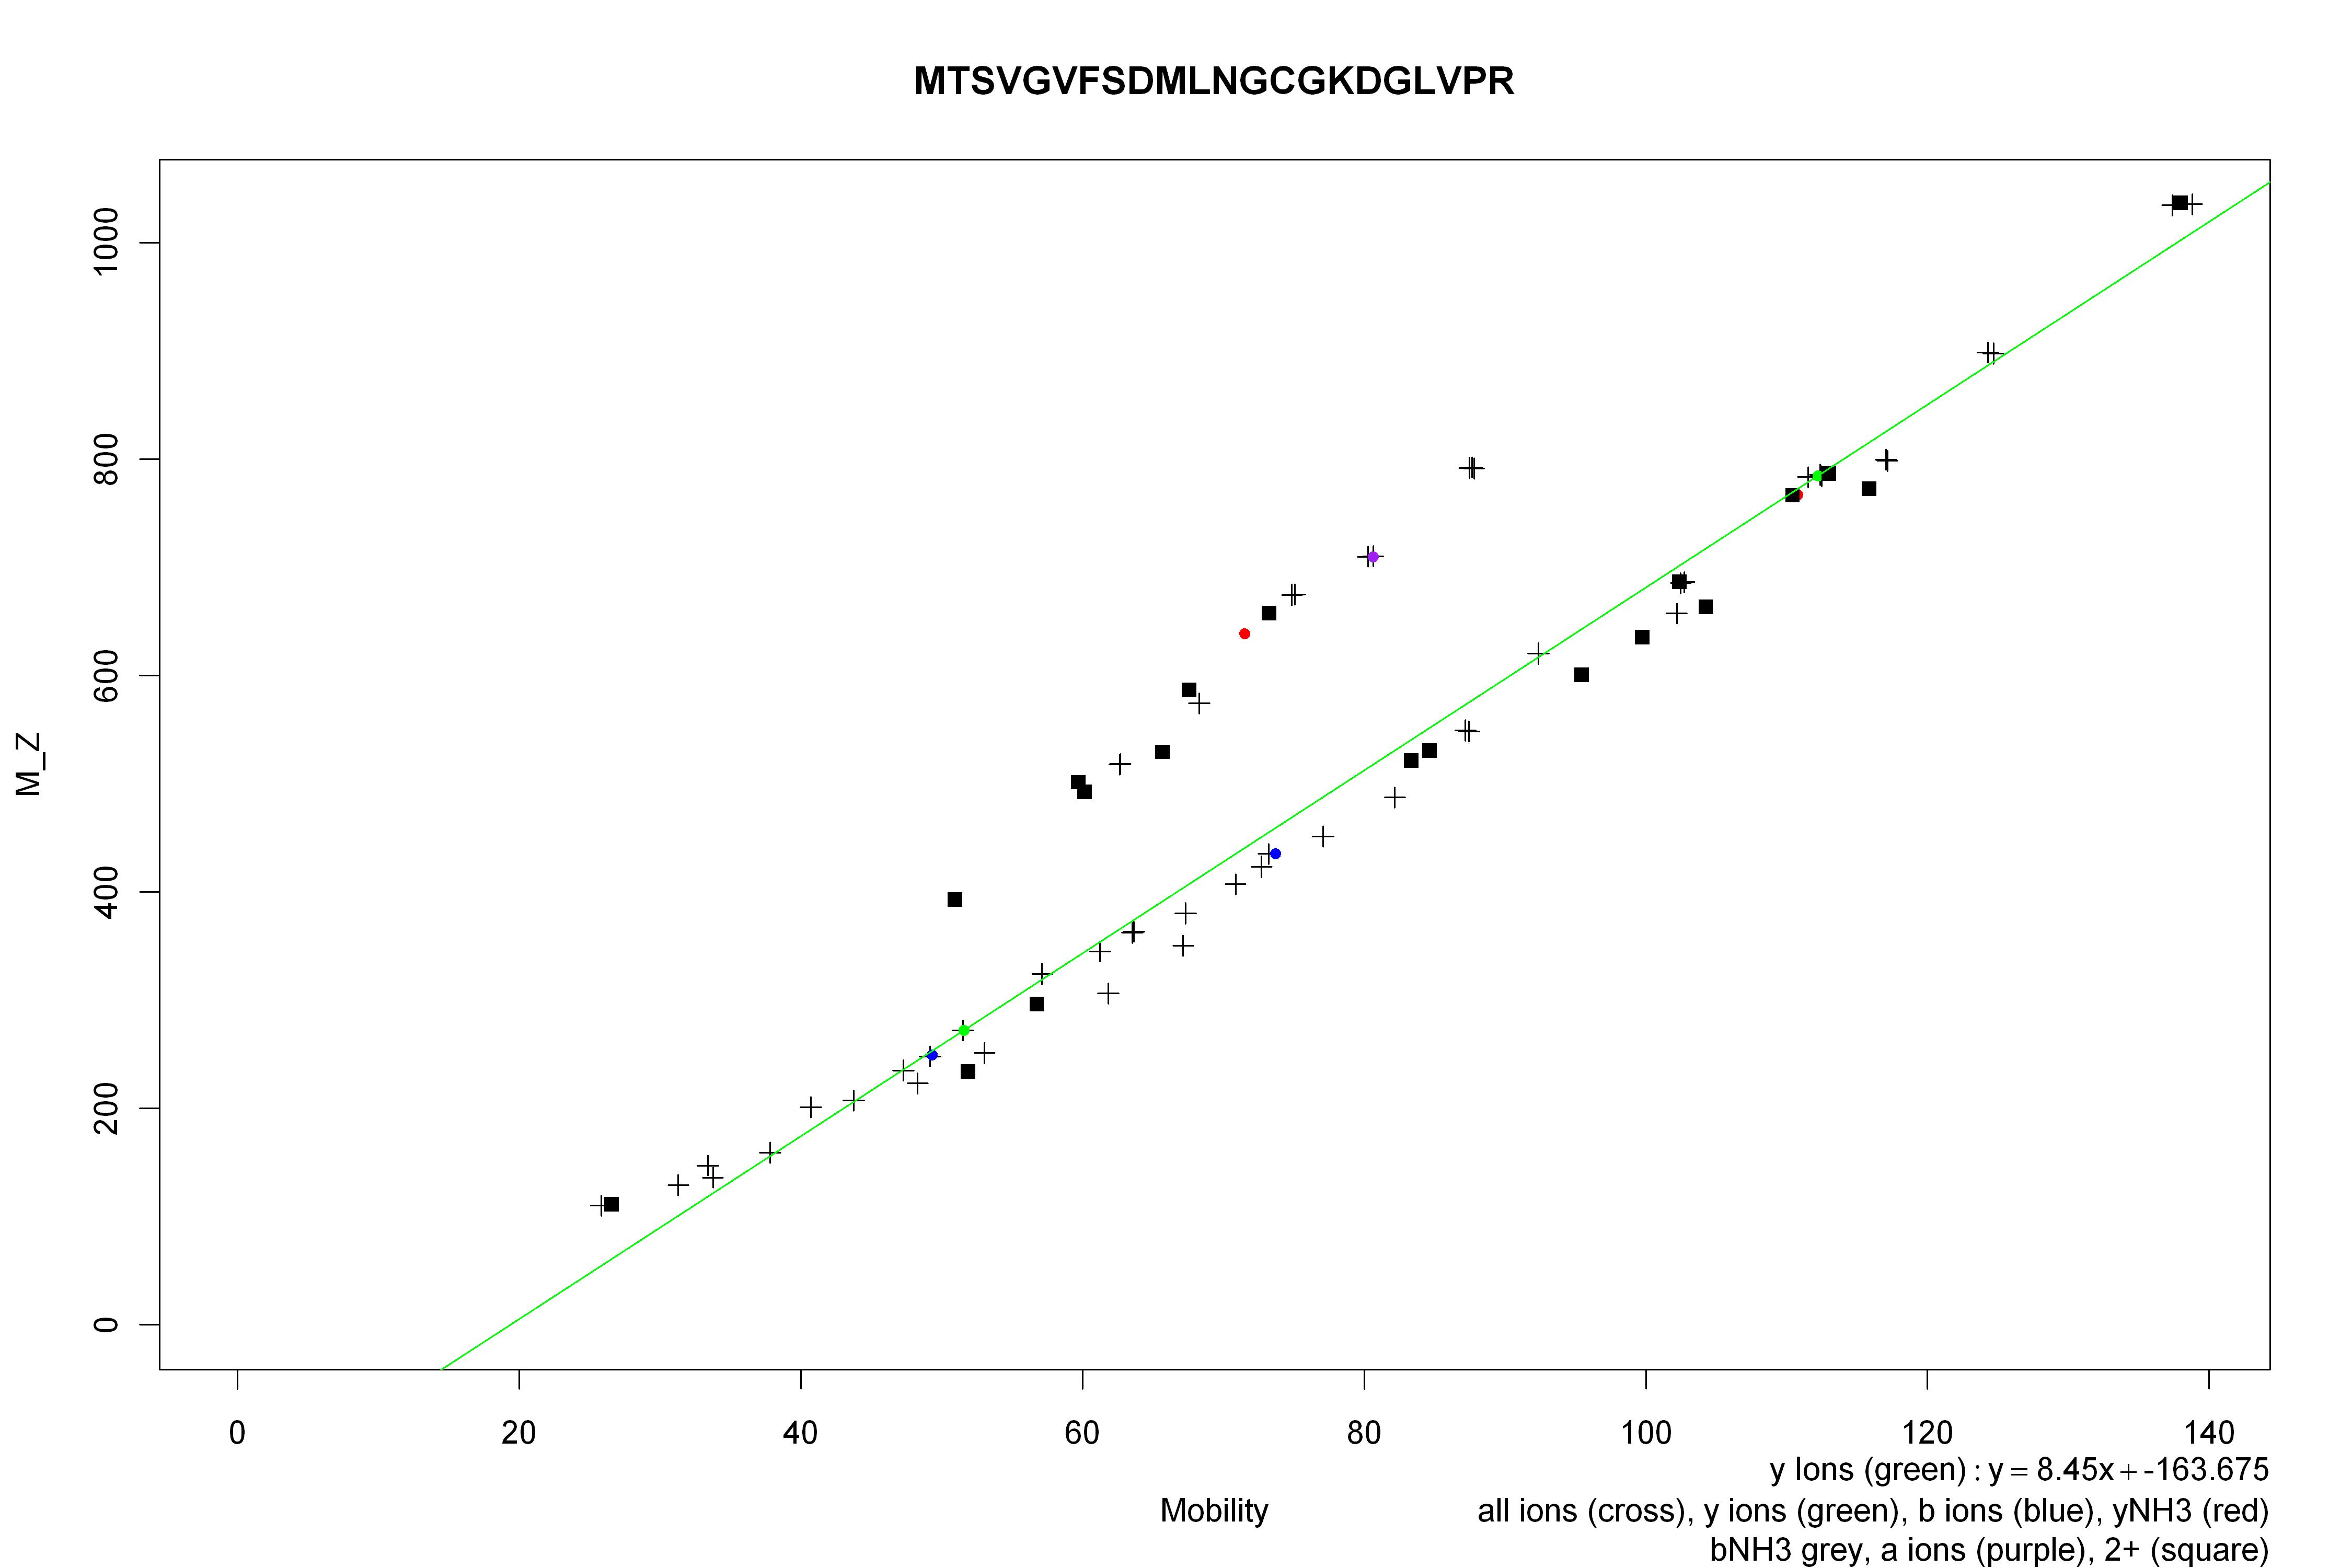 MTSVGVFSDMLNGCGKDGLVPR
1000
800
600
400
200
0
M_Z
0 20 40 60 80 100 120 140
y Ions (green) : y = 8.45x + -163.675
Mobility
all ions (cross), y ions (green), b ions (blue), yNH3 (red)
bNH3 grey, a ions (purple), 2+ (square)